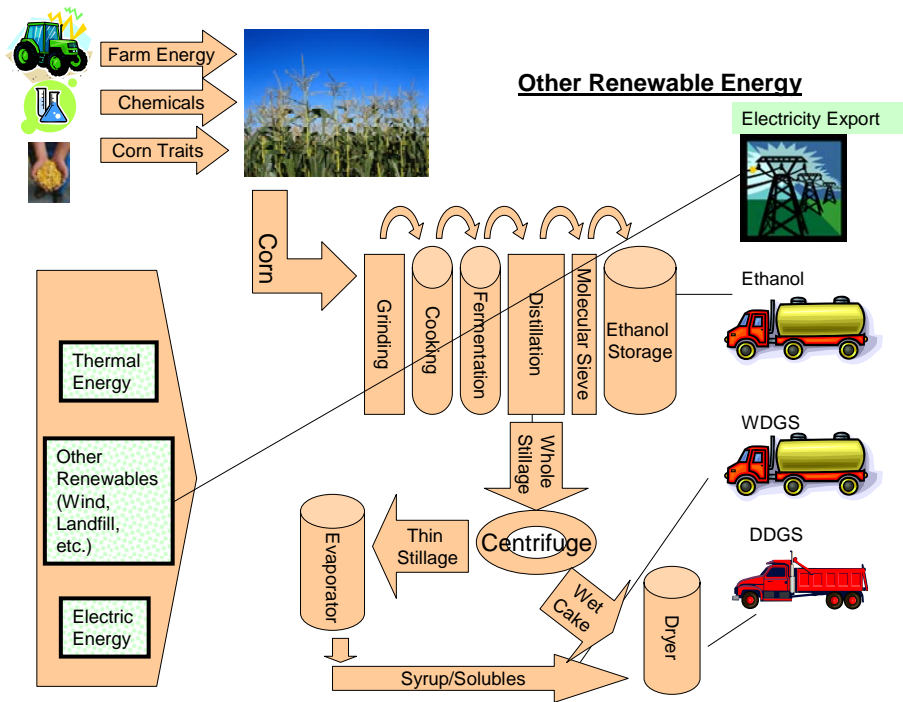 Farm Energy
Chemicals
Corn Traits
Other Renewable Energy
Electricity Export
Corn
Grinding
Cooking
Fermentation
Distillation
Molecular Sieve
Ethanol
Storage
Ethanol
Thermal
Energy
Other
Renewables
(Wind,
Landfill,
etc.)
Electric
Energy
Whole
Stillage
WDGS
Thin
Stillage
Centrifuge
Evaporator
Wet
Cake
DDGS
Dryer
Syrup/Solubles